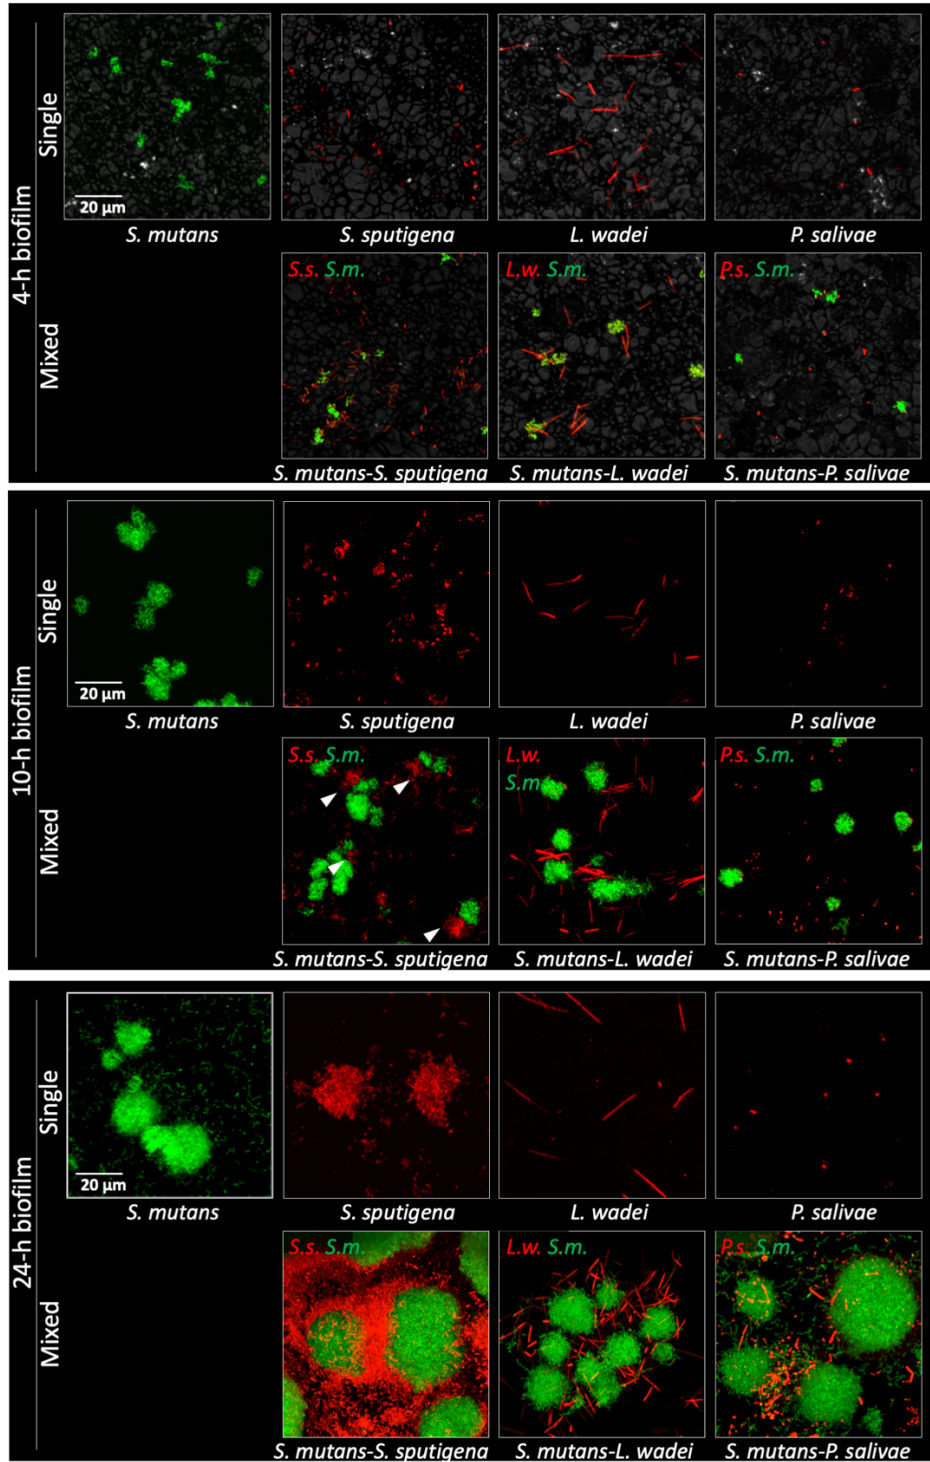 4-h biofilm
Single
20 μm
S. mutans
S. sputigena
L. wadei
P. salivae
Mixed
S.s. S.m.
L.w. S.m.
P.s. S.m.
S. mutans-S. sputigena
S. mutans-L. wadei
S. mutans-P. salivae
10-h biofilm
Single
20 μm
S. mutans
S. sputigena
L. wadei
P. salivae
Mixed
S.s. S.m.
L.w.
S.m
P.s. S.m.
S. mutans-S. sputigena
S. mutans-L. wadei
S. mutans-P. salivae
24-h biofilm
Single
20 μm
S. mutans
S. sputigena
L. wadei
P. salivae
Mixed
S.s. S.m.
L.w. S.m.
P.s. S.m.
S. mutans-S. sputigena
S. mutans-L. wadei
S. mutans-P. salivae